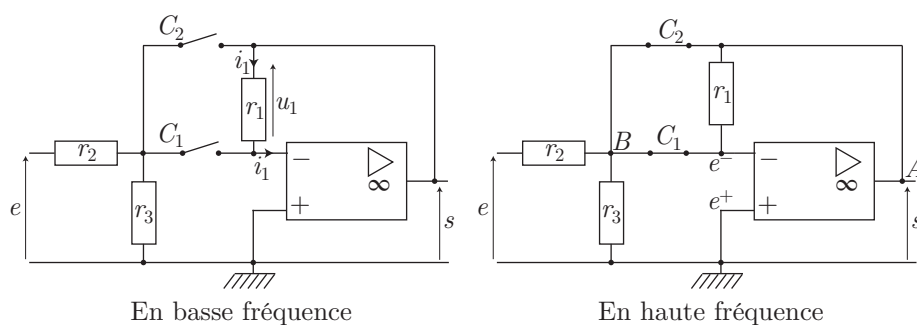 C₂
i₁
r₁
u₁
C₁
r₂
i₁
−
∞
+
e
r₃
s
En basse fréquence
C₂
r₁
B
C₁
r₂
e⁻
−
∞
A
e⁺
+
e
r₃
s
En haute fréquence